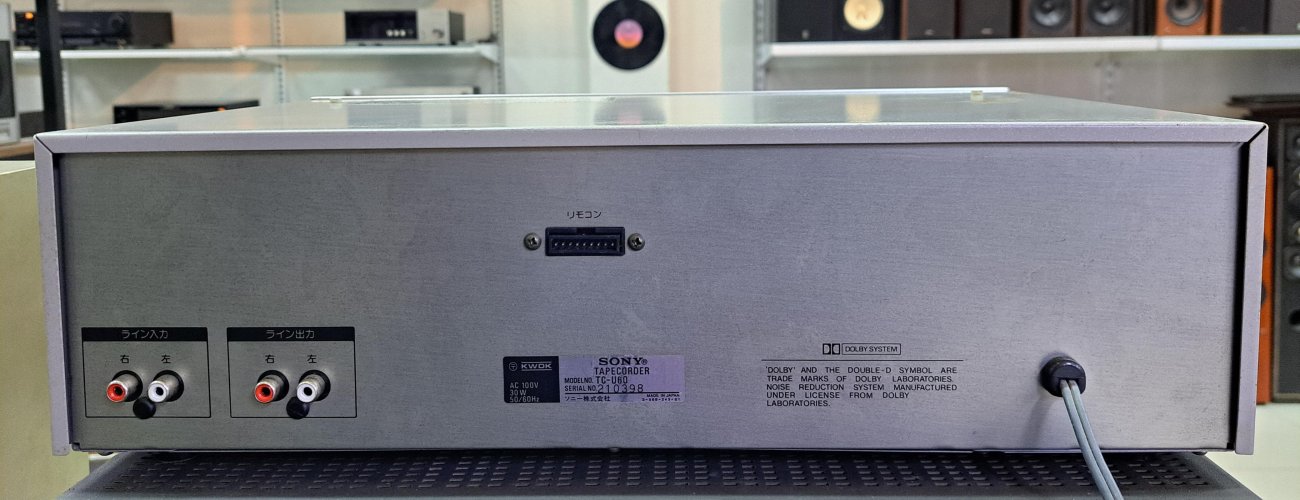 リモコン
ライン入力
右 左
ライン出力
右 左
KWOK
AC 100V
30W
50/60Hz
SONY®
TAPECORDER
MODEL NO. TC-U60
SERIAL NO. 210398
MADE IN JAPAN
ソニー株式会社
DOLBY SYSTEM
'DOLBY' AND THE DOUBLE-D SYMBOL ARE
TRADE MARKS OF DOLBY LABORATORIES.
NOISE REDUCTION SYSTEM MANUFACTURED
UNDER LICENSE FROM DOLBY
LABORATORIES.